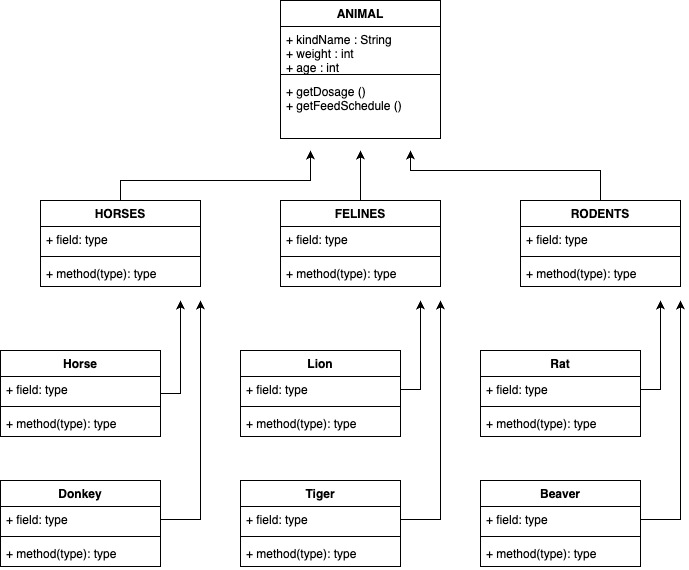 ANIMAL
+ kindName : String
+ weight : int
+ age : int
+ getDosage ()
+ getFeedSchedule ()
HORSES
+ field: type
+ method(type): type
FELINES
+ field: type
+ method(type): type
RODENTS
+ field: type
+ method(type): type
Horse
+ field: type
+ method(type): type
Lion
+ field: type
+ method(type): type
Rat
+ field: type
+ method(type): type
Donkey
+ field: type
+ method(type): type
Tiger
+ field: type
+ method(type): type
Beaver
+ field: type
+ method(type): type